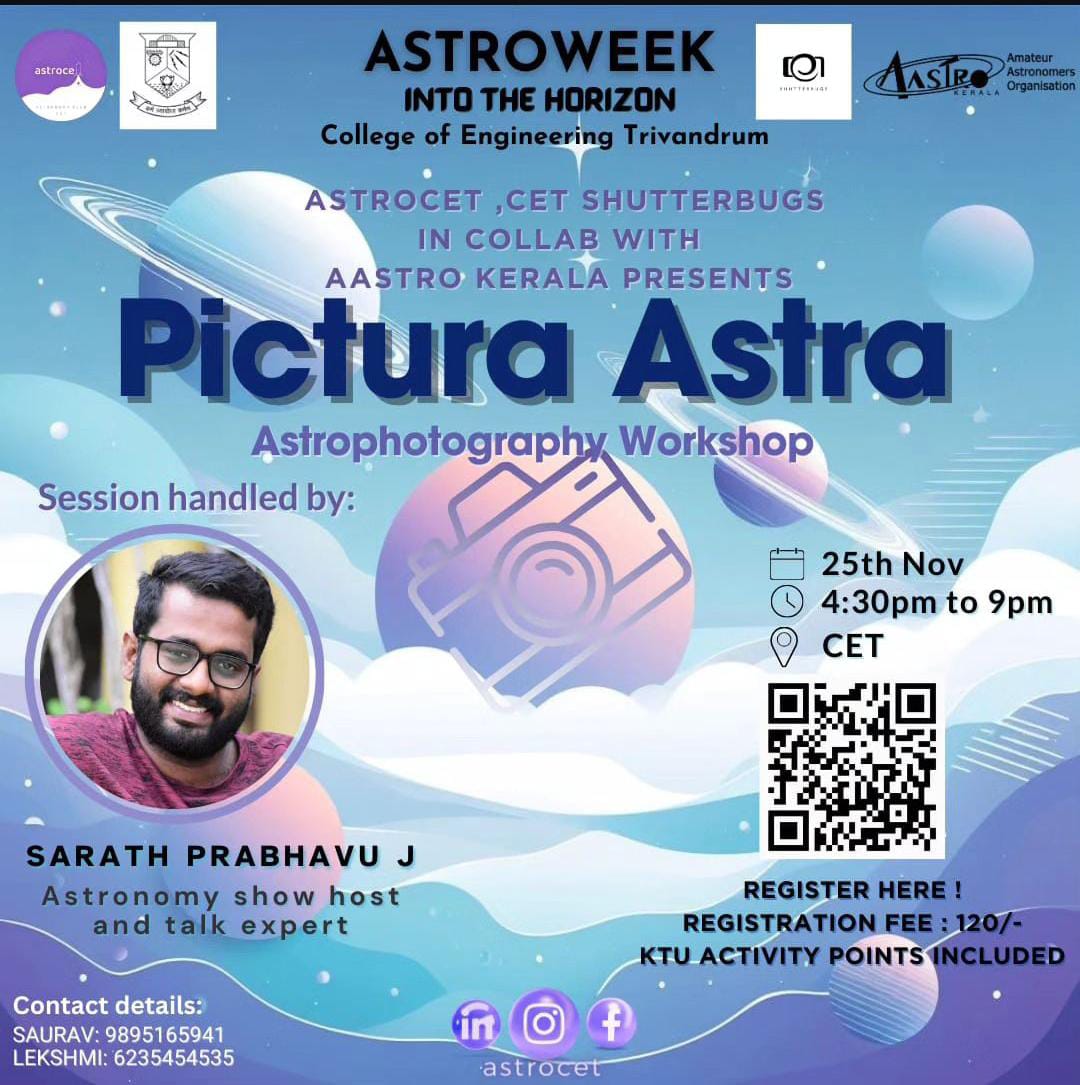 astrocet
ASTROWEEK
INTO THE HORIZON
College of Engineering Trivandrum
SHUTTERBUGS
AASTRO
KERALA
Amateur
Astronomers
Organisation
ASTROCET ,CET SHUTTERBUGS
IN COLLAB WITH
AASTRO KERALA PRESENTS
Pictura Astra
Astrophotography Workshop
Session handled by:
25th Nov
4:30pm to 9pm
CET
SARATH PRABHAVU J
Astronomy show host
and talk expert
REGISTER HERE !
REGISTRATION FEE : 120/-
KTU ACTIVITY POINTS INCLUDED
Contact details:
SAURAV: 9895165941
LEKSHMI: 6235454535
in
f
astrocet